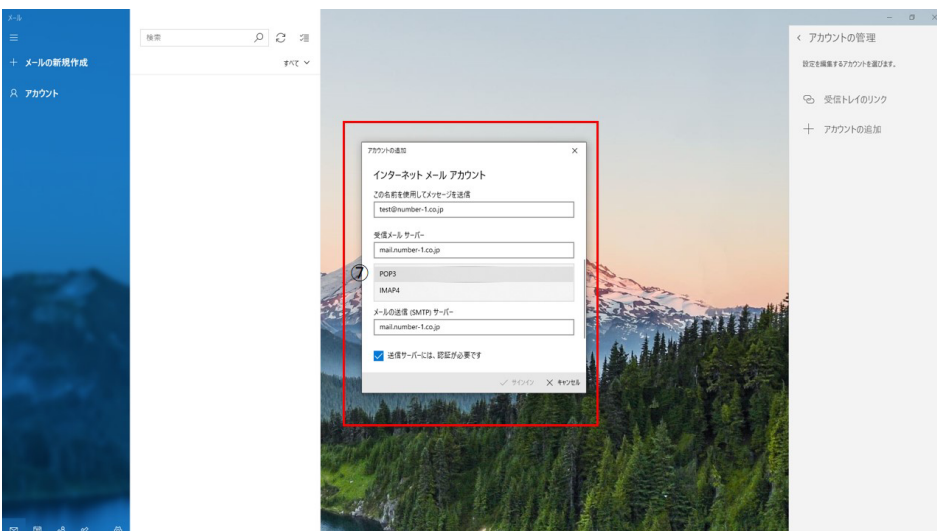 メール
メールの新規作成
アカウント
検索
すべて
アカウントの管理
設定を編集するアカウントを選びます。
受信トレイのリンク
アカウントの追加
アカウントの追加
インターネット メール アカウント
この名前を使用してメッセージを送信
test@number-1.co.jp
受信メール サーバー
mail.number-1.co.jp
⑦
POP3
IMAP4
メールの送信 (SMTP) サーバー
mail.number-1.co.jp
送信サーバーには、認証が必要です
サインイン
キャンセル